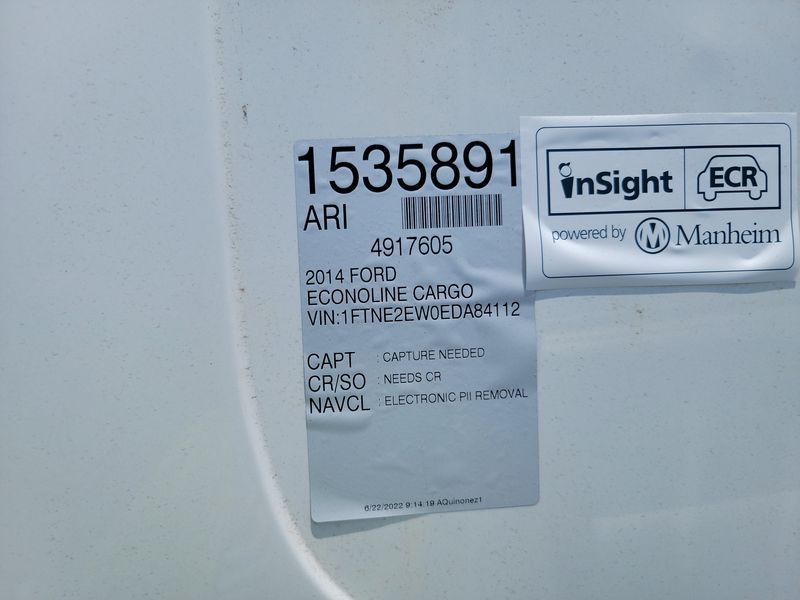 1535891
ARI
4917605
2014 FORD
ECONOLINE CARGO
VIN:1FTNE2EW0EDA84112
CAPT : CAPTURE NEEDED
CR/SO : NEEDS CR
NAVCL : ELECTRONIC PII REMOVAL
6/22/2022 9:14:19 AQuinonez1
inSight ECR
powered by Manheim